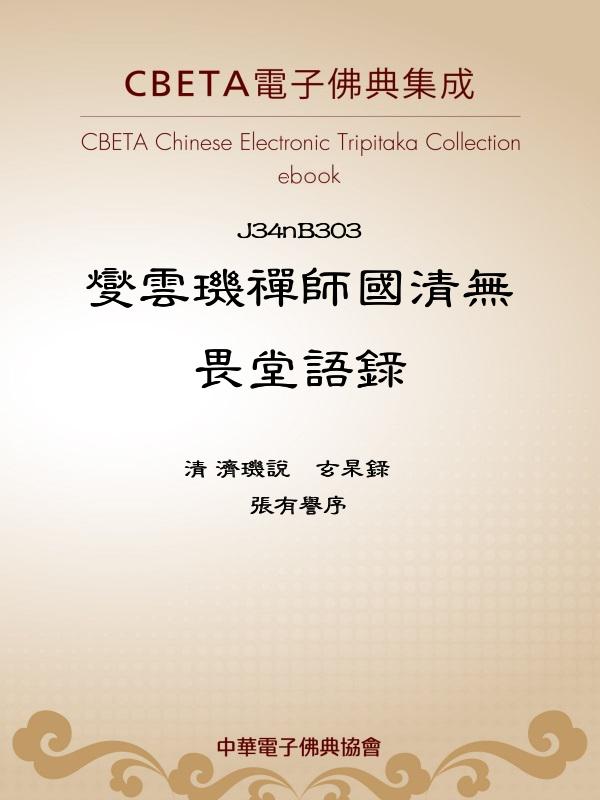 CBETA電子佛典集成
CBETA Chinese Electronic Tripitaka Collection
ebook
J34nB303
燮雲璣禪師國清無
畏堂語錄
清 濟璣說　玄杲錄
張有譽序
中華電子佛典協會